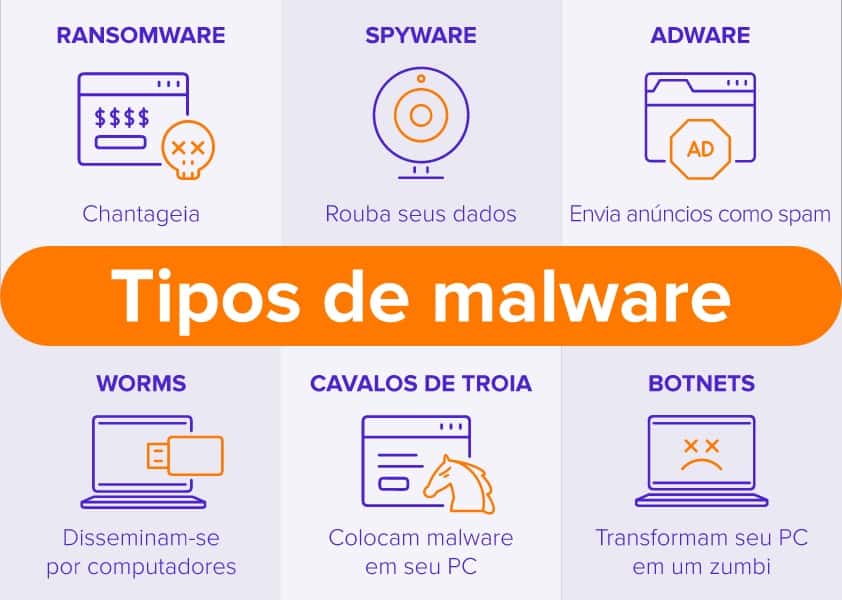 RANSOMWARE
$$$$
Chantageia
SPYWARE
Rouba seus dados
ADWARE
AD
Envia anúncios como spam
Tipos de malware
WORMS
Disseminam-se
por computadores
CAVALOS DE TROIA
Colocam malware
em seu PC
BOTNETS
Transformam seu PC
em um zumbi